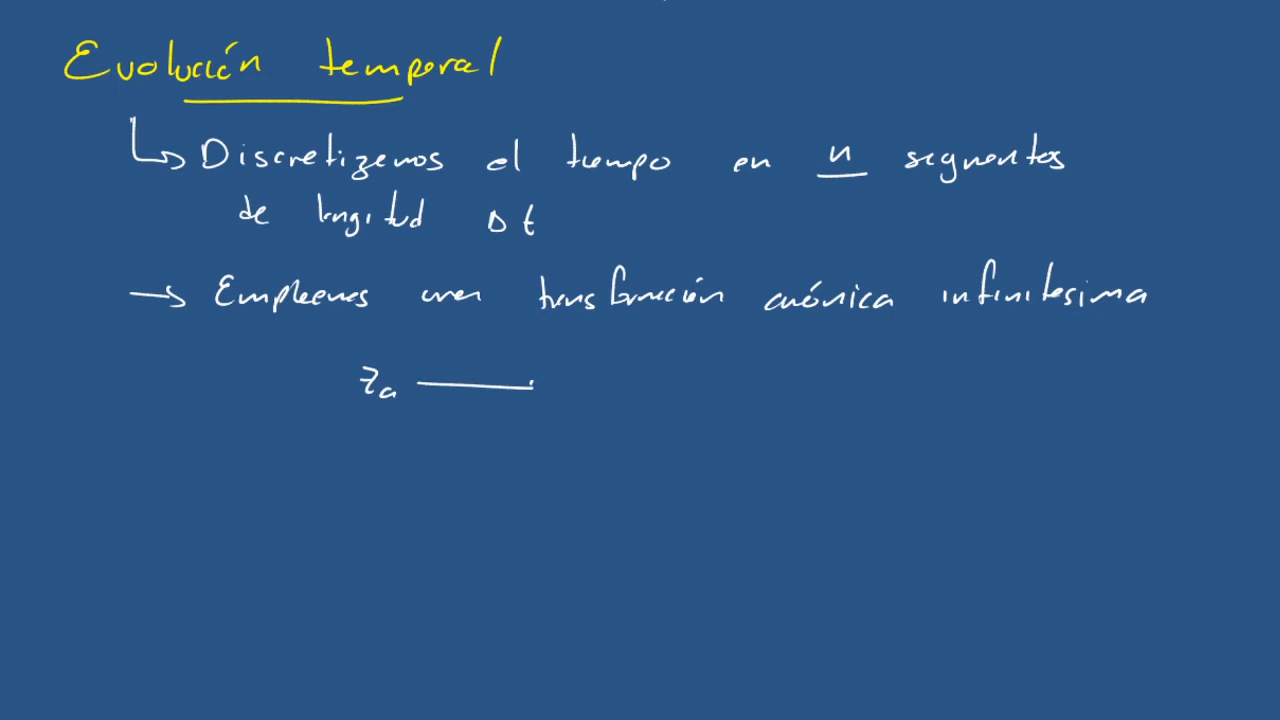 Evolución temporal
↳ Discretizemos el tiempo en n segmentos
de longitud Δt
→ Empleemos una transformación canónica infinitesima
z_a —